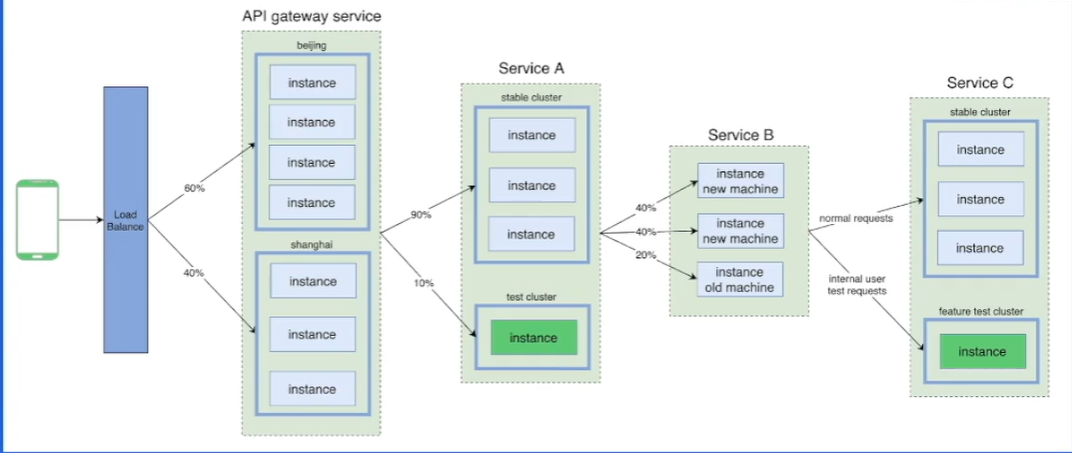 API gateway service
beijing
instance
instance
instance
instance
shanghai
instance
instance
instance
Load
Balance
60%
40%
Service A
stable cluster
instance
instance
instance
test cluster
instance
90%
10%
Service B
instance
new machine
instance
new machine
instance
old machine
40%
40%
20%
Service C
stable cluster
instance
instance
instance
feature test cluster
instance
normal requests
internal user
test requests